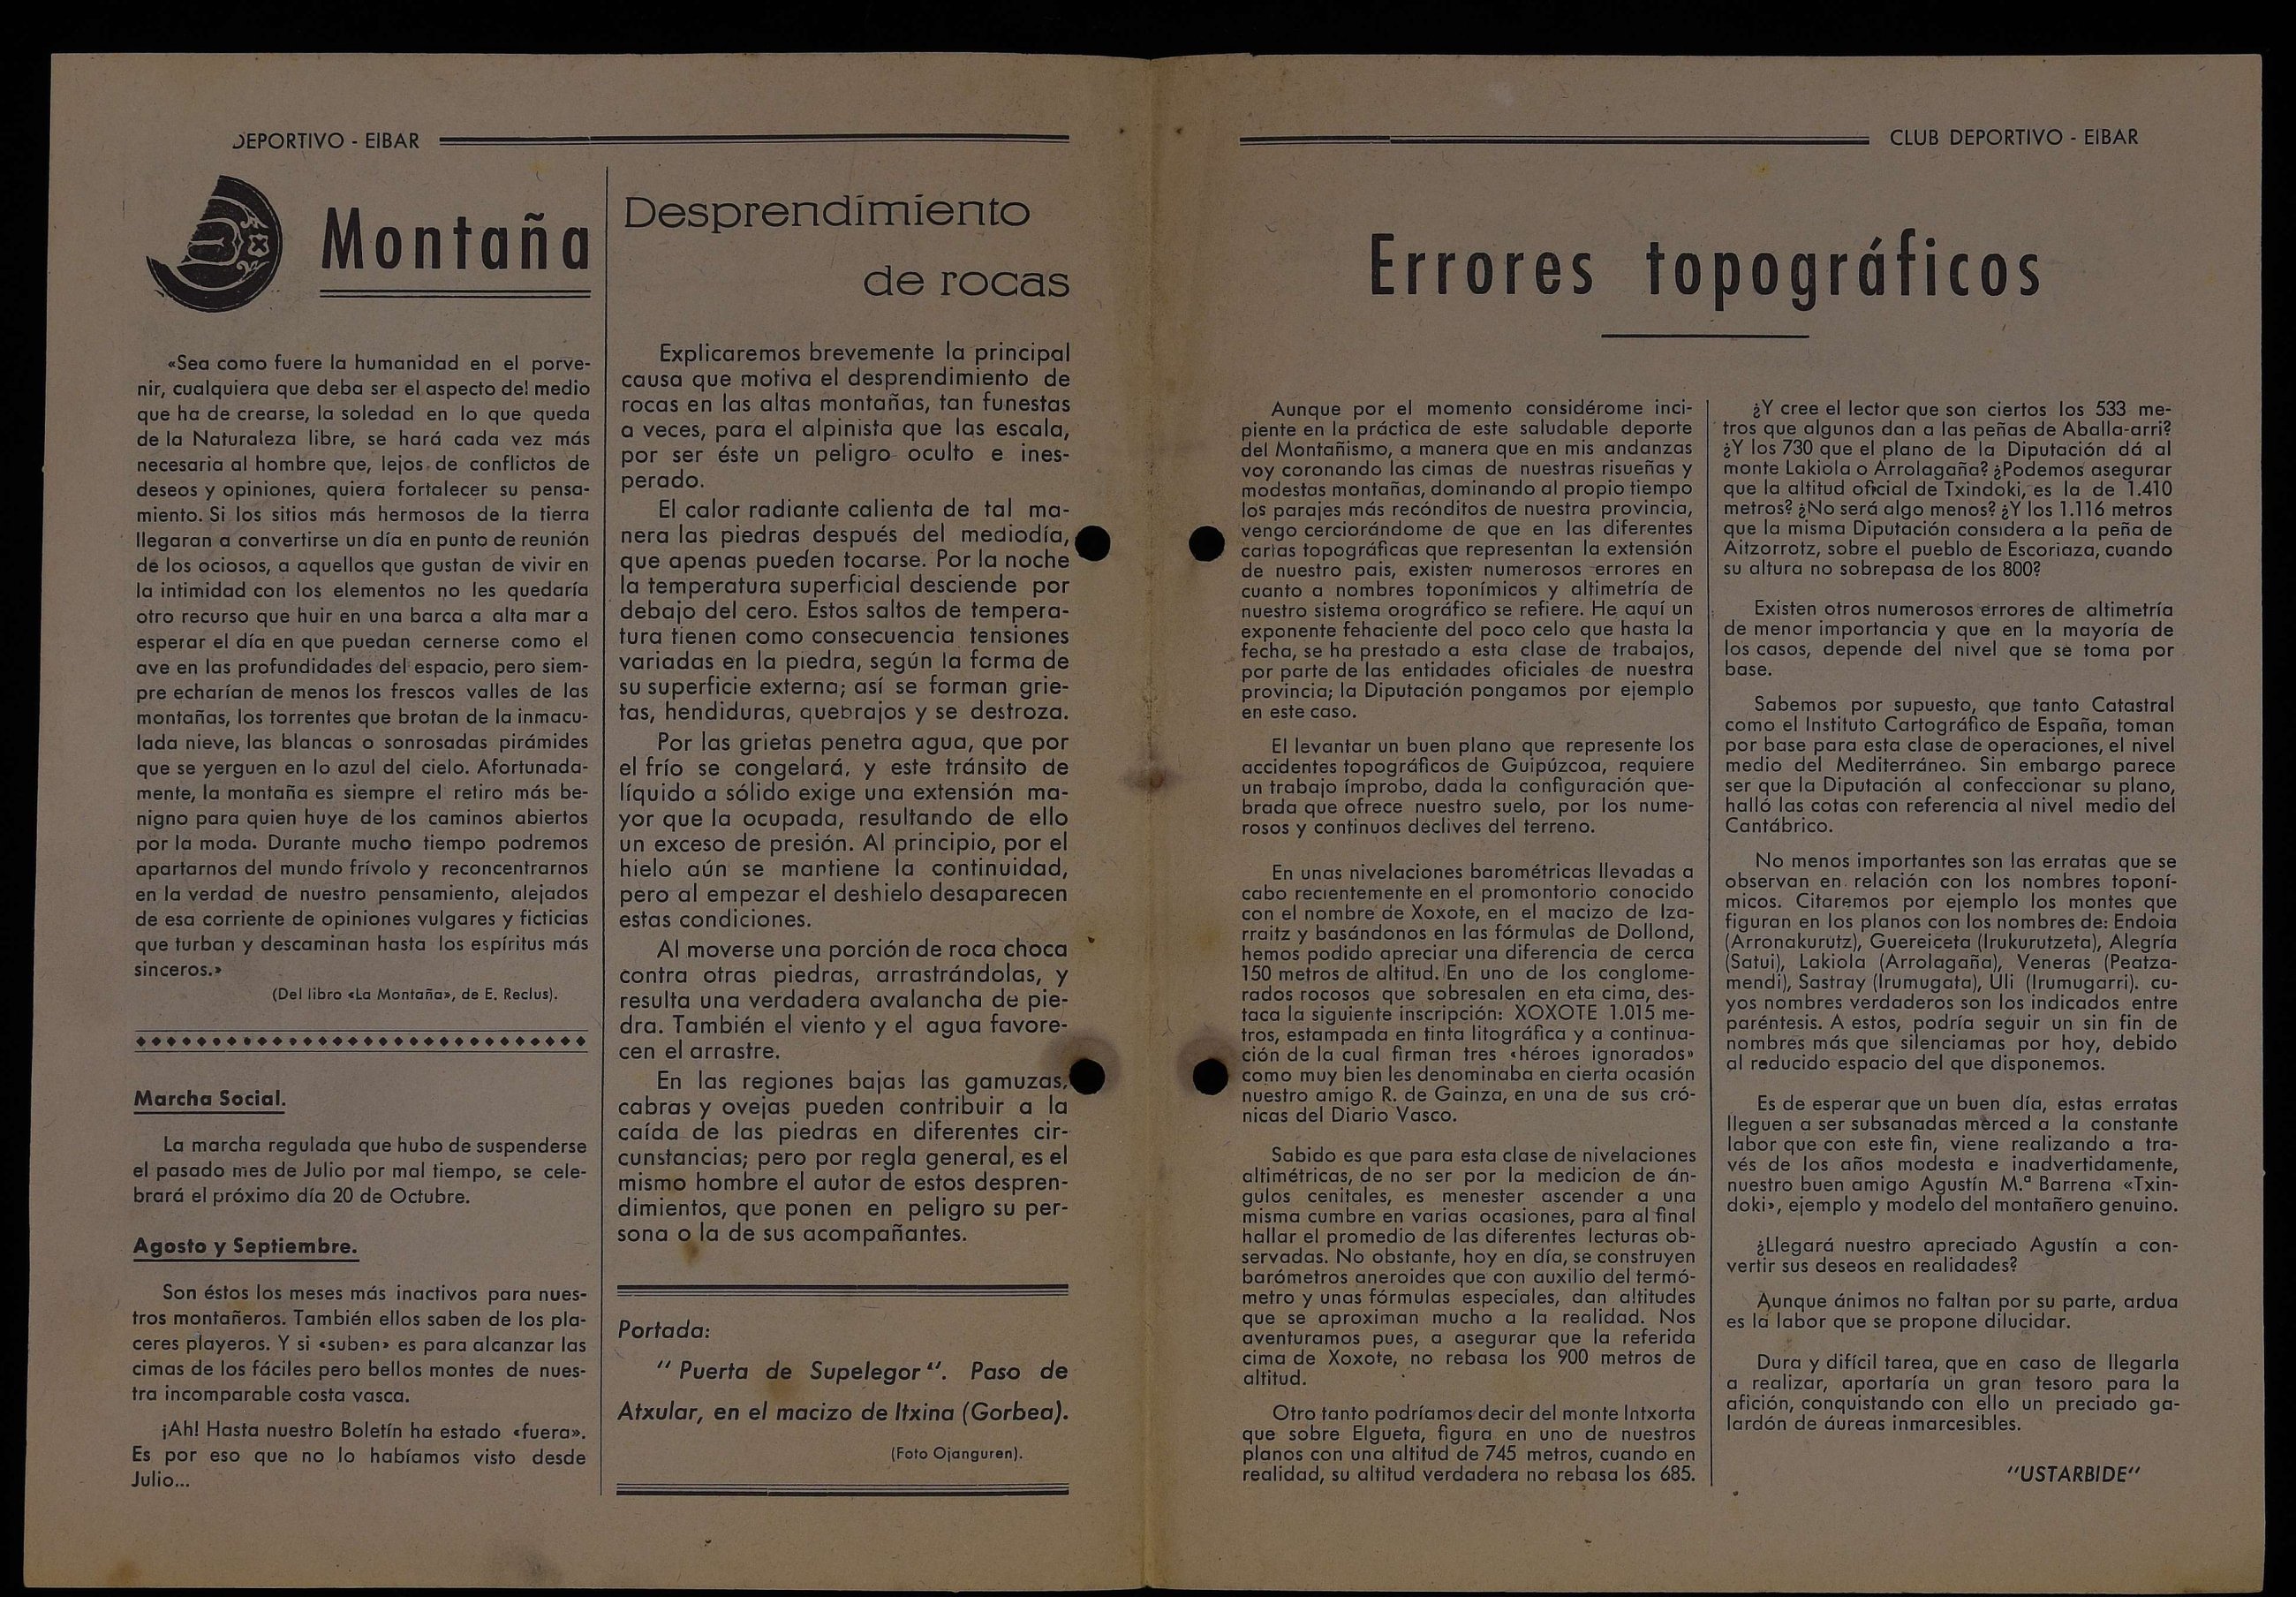 DEPORTIVO - EIBAR
Montaña
«Sea como fuere la humanidad en el porve-
nir, cualquiera que deba ser el aspecto del medio
que ha de crearse, la soledad en lo que queda
de la Naturaleza libre, se hará cada vez más
necesaria al hombre que, lejos de conflictos de
deseos y opiniones, quiera fortalecer su pensa-
miento. Si los sitios más hermosos de la tierra
llegaran a convertirse un día en punto de reunión
de los ociosos, a aquellos que gustan de vivir en
la intimidad con los elementos no les quedaría
otro recurso que huir en una barca a alta mar a
esperar el día en que puedan cernerse como el
ave en las profundidades del espacio, pero siem-
pre echarían de menos los frescos valles de las
montañas, los torrentes que brotan de la inmacu-
lada nieve, las blancas o sonrosadas pirámides
que se yerguen en lo azul del cielo. Afortunada-
mente, la montaña es siempre el retiro más be-
nigno para quien huye de los caminos abiertos
por la moda. Durante mucho tiempo podremos
apartarnos del mundo frívolo y reconcentrarnos
en la verdad de nuestro pensamiento, alejados
de esa corriente de opiniones vulgares y ficticias
que turban y descaminan hasta los espíritus más
sinceros.»
(Del libro «La Montaña», de E. Reclus).
Marcha Social.
La marcha regulada que hubo de suspenderse
el pasado mes de Julio por mal tiempo, se cele-
brará el próximo día 20 de Octubre.
Agosto y Septiembre.
Son éstos los meses más inactivos para nues-
tros montañeros. También ellos saben de los pla-
ceres playeros. Y si «suben» es para alcanzar las
cimas de los fáciles pero bellos montes de nues-
tra incomparable costa vasca.
¡Ah! Hasta nuestro Boletín ha estado «fuera».
Es por eso que no lo habíamos visto desde
Julio...
Desprendimiento
de rocas
Explicaremos brevemente la principal
causa que motiva el desprendimiento de
rocas en las altas montañas, tan funestas
a veces, para el alpinista que las escala,
por ser éste un peligro oculto e ines-
perado.
El calor radiante calienta de tal ma-
nera las piedras después del mediodía,
que apenas pueden tocarse. Por la noche
la temperatura superficial desciende por
debajo del cero. Estos saltos de tempera-
tura tienen como consecuencia tensiones
variadas en la piedra, según la forma de
su superficie externa; así se forman grie-
tas, hendiduras, quebrajos y se destroza.
Por las grietas penetra agua, que por
el frío se congelará, y este tránsito de
líquido a sólido exige una extensión ma-
yor que la ocupada, resultando de ello
un exceso de presión. Al principio, por el
hielo aún se mantiene la continuidad,
pero al empezar el deshielo desaparecen
estas condiciones.
Al moverse una porción de roca choca
contra otras piedras, arrastrándolas, y
resulta una verdadera avalancha de pie-
dra. También el viento y el agua favore-
cen el arrastre.
En las regiones bajas las gamuzas,
cabras y ovejas pueden contribuir a la
caída de las piedras en diferentes cir-
cunstancias; pero por regla general, es el
mismo hombre el autor de estos despren-
dimientos, que ponen en peligro su per-
sona o la de sus acompañantes.
Portada:
"Puerta de Supelegor". Paso de
Atxular, en el macizo de Itxina (Gorbea).
(Foto Ojanguren).
CLUB DEPORTIVO - EIBAR
Errores topográficos
Aunque por el momento considérome inci-
piente en la práctica de este saludable deporte
del Montañismo, a manera que en mis andanzas
voy coronando las cimas de nuestras risueñas y
modestas montañas, dominando al propio tiempo
los parajes más recónditos de nuestra provincia,
vengo cerciorándome de que en las diferentes
cartas topográficas que representan la extensión
de nuestro pais, existen numerosos errores en
cuanto a nombres toponímicos y altimetría de
nuestro sistema orográfico se refiere. He aquí un
exponente fehaciente del poco celo que hasta la
fecha, se ha prestado a esta clase de trabajos,
por parte de las entidades oficiales de nuestra
provincia; la Diputación pongamos por ejemplo
en este caso.
El levantar un buen plano que represente los
accidentes topográficos de Guipúzcoa, requiere
un trabajo ímprobo, dada la configuración que-
brada que ofrece nuestro suelo, por los nume-
rosos y continuos declives del terreno.
En unas nivelaciones barométricas llevadas a
cabo recientemente en el promontorio conocido
con el nombre de Xoxote, en el macizo de Iza-
rraitz y basándonos en las fórmulas de Dollond,
hemos podido apreciar una diferencia de cerca
150 metros de altitud. En uno de los conglome-
rados rocosos que sobresalen en eta cima, des-
taca la siguiente inscripción: XOXOTE 1.015 me-
tros, estampada en tinta litográfica y a continua-
ción de la cual firman tres «héroes ignorados»
como muy bien les denominaba en cierta ocasión
nuestro amigo R. de Gainza, en una de sus cró-
nicas del Diario Vasco.
Sabido es que para esta clase de nivelaciones
altimétricas, de no ser por la medicion de án-
gulos cenitales, es menester ascender a una
misma cumbre en varias ocasiones, para al final
hallar el promedio de las diferentes lecturas ob-
servadas. No obstante, hoy en día, se construyen
barómetros aneroides que con auxilio del termó-
metro y unas fórmulas especiales, dan altitudes
que se aproximan mucho a la realidad. Nos
aventuramos pues, a asegurar que la referida
cima de Xoxote, no rebasa los 900 metros de
altitud.
Otro tanto podríamos decir del monte Intxorta
que sobre Elgueta, figura en uno de nuestros
planos con una altitud de 745 metros, cuando en
realidad, su altitud verdadera no rebasa los 685.
¿Y cree el lector que son ciertos los 533 me-
tros que algunos dan a las peñas de Aballa-arri?
¿Y los 730 que el plano de la Diputación dá al
monte Lakiola o Arrolagaña? ¿Podemos asegurar
que la altitud oficial de Txindoki, es la de 1.410
metros? ¿No será algo menos? ¿Y los 1.116 metros
que la misma Diputación considera a la peña de
Aitzorrotz, sobre el pueblo de Escoriaza, cuando
su altura no sobrepasa de los 800?
Existen otros numerosos errores de altimetría
de menor importancia y que en la mayoría de
los casos, depende del nivel que se toma por
base.
Sabemos por supuesto, que tanto Catastral
como el Instituto Cartográfico de España, toman
por base para esta clase de operaciones, el nivel
medio del Mediterráneo. Sin embargo parece
ser que la Diputación al confeccionar su plano,
halló las cotas con referencia al nivel medio del
Cantábrico.
No menos importantes son las erratas que se
observan en relación con los nombres toponí-
micos. Citaremos por ejemplo los montes que
figuran en los planos con los nombres de: Endoia
(Arronakurutz), Guereiceta (Irukurutzeta), Alegría
(Satui), Lakiola (Arrolagaña), Veneras (Peatza-
mendi), Sastray (Irumugata), Uli (Irumugarri). cu-
yos nombres verdaderos son los indicados entre
paréntesis. A estos, podría seguir un sin fin de
nombres más que silenciamos por hoy, debido
al reducido espacio del que disponemos.
Es de esperar que un buen día, estas erratas
lleguen a ser subsanadas merced a la constante
labor que con este fin, viene realizando a tra-
vés de los años modesta e inadvertidamente,
nuestro buen amigo Agustín M.ª Barrena «Txin-
doki», ejemplo y modelo del montañero genuino.
¿Llegará nuestro apreciado Agustín a con-
vertir sus deseos en realidades?
Aunque ánimos no faltan por su parte, ardua
es la labor que se propone dilucidar.
Dura y difícil tarea, que en caso de llegarla
a realizar, aportaría un gran tesoro para la
afición, conquistando con ello un preciado ga-
lardón de áureas inmarcesibles.
"USTARBIDE"